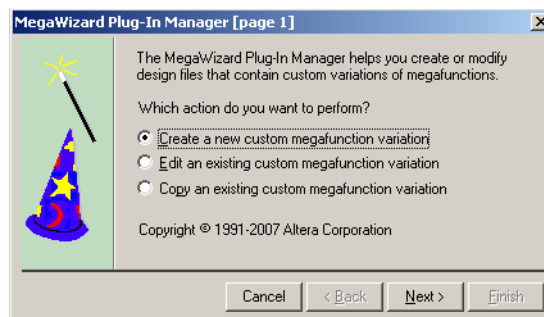 MegaWizard Plug-In Manager [page 1]
The MegaWizard Plug-In Manager helps you create or modify
design files that contain custom variations of megafunctions.
Which action do you want to perform?
Create a new custom megafunction variation
Edit an existing custom megafunction variation
Copy an existing custom megafunction variation
Copyright © 1991-2007 Altera Corporation
Cancel < Back Next > Finish